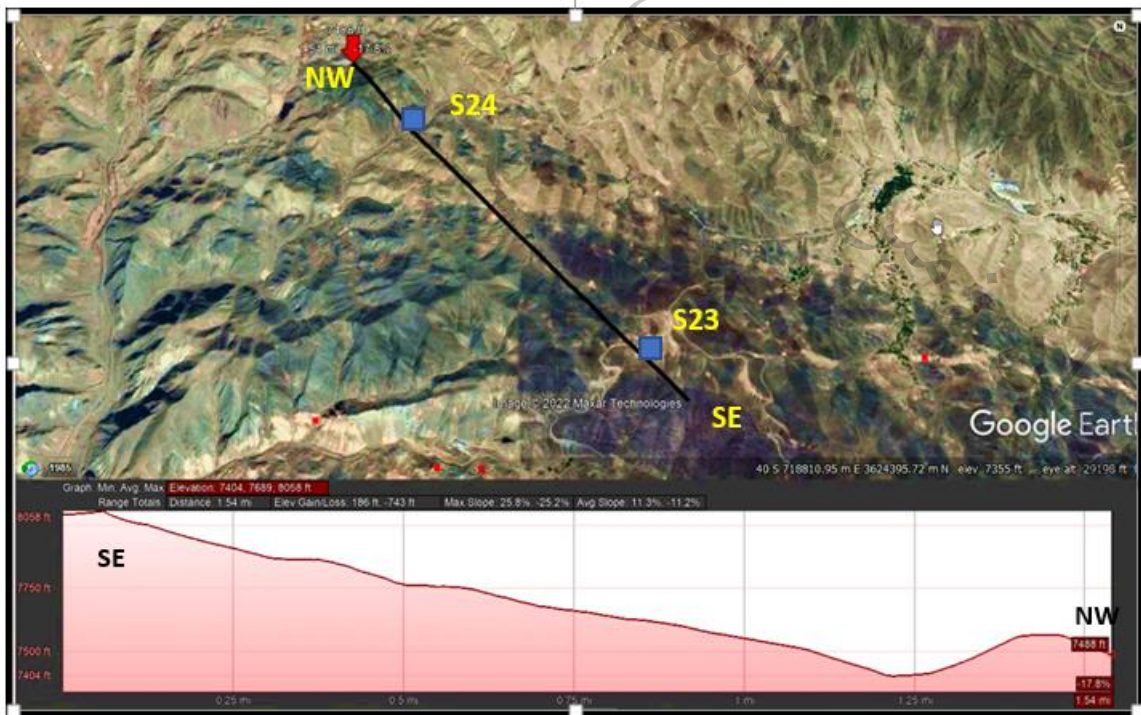 NW
S24
S23
SE
N
Image © 2022 Maxar Technologies
Google Earth
1985
40 S 718810.95 m E 3624395.72 m N elev 7355 ft eye alt 29198 ft
Graph: Min, Avg, Max Elevation: 7404, 7689, 8058 ft
Range Totals: Distance: 1.54 mi Elev Gain/Loss: 186 ft, -743 ft Max Slope: 25.8%, -25.2% Avg Slope: 11.3%, -11.2%
8058 ft
SE
7750 ft
NW
7488 ft
7500 ft
7404 ft
-17.8%
0.25 mi 0.5 mi 0.75 mi 1 mi 1.25 mi 1.54 mi